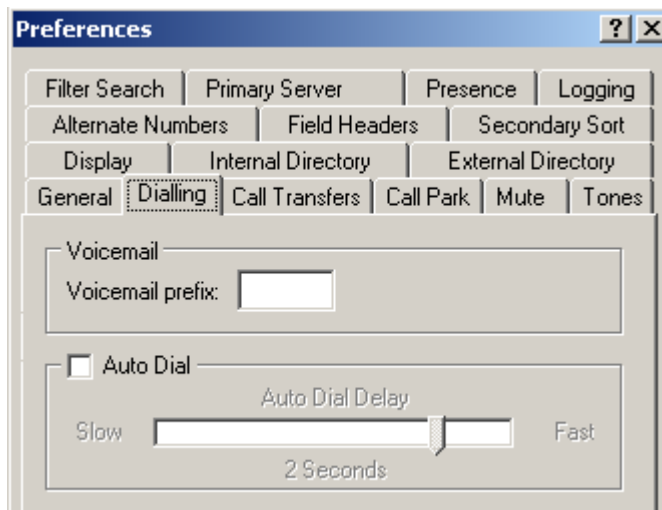 Preferences
Filter Search Primary Server Presence Logging
Alternate Numbers Field Headers Secondary Sort
Display Internal Directory External Directory
General Dialling Call Transfers Call Park Mute Tones
Voicemail
Voicemail prefix:
Auto Dial
Auto Dial Delay
Slow Fast
2 Seconds